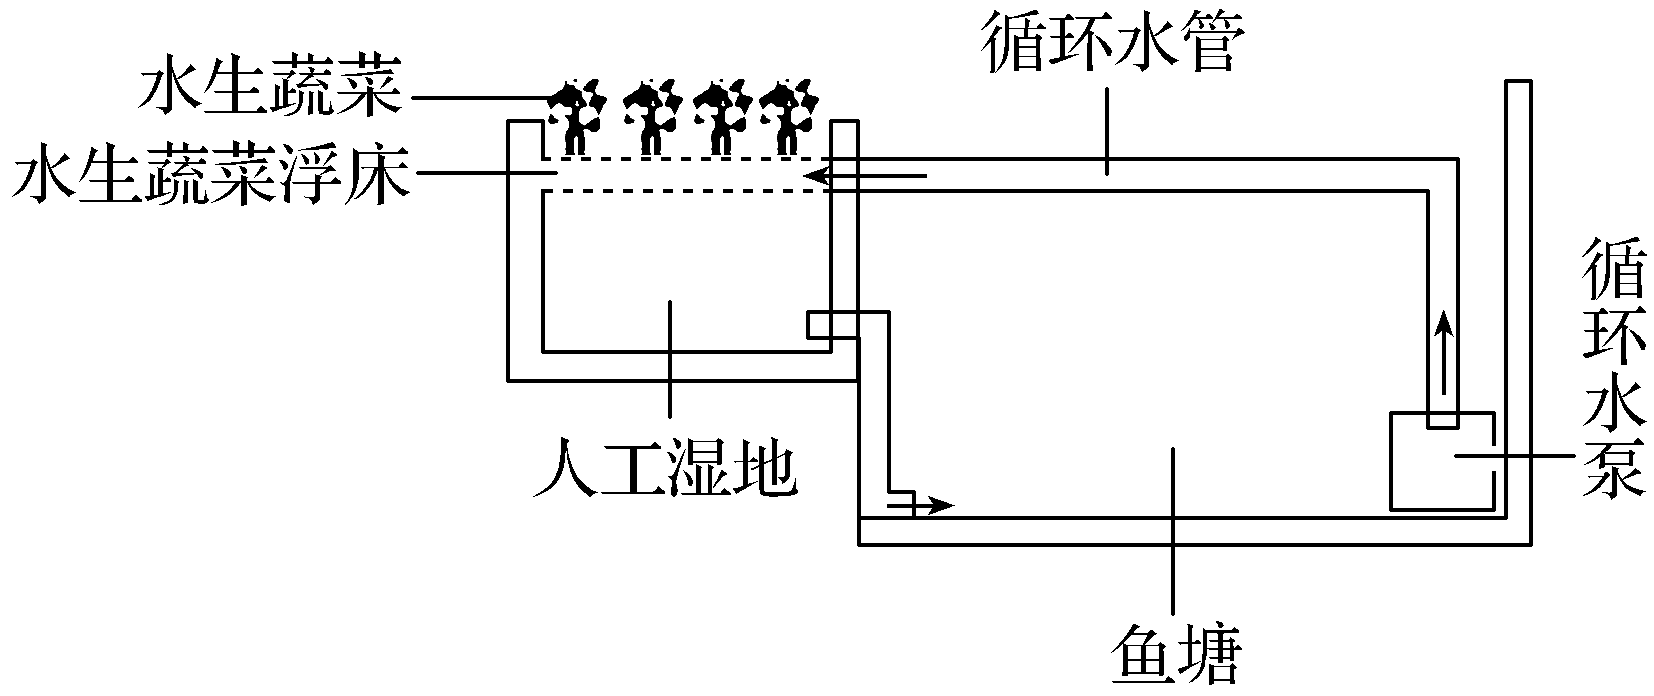 循环水管
水生蔬菜
水生蔬菜浮床
循环水泵
人工湿地
鱼塘